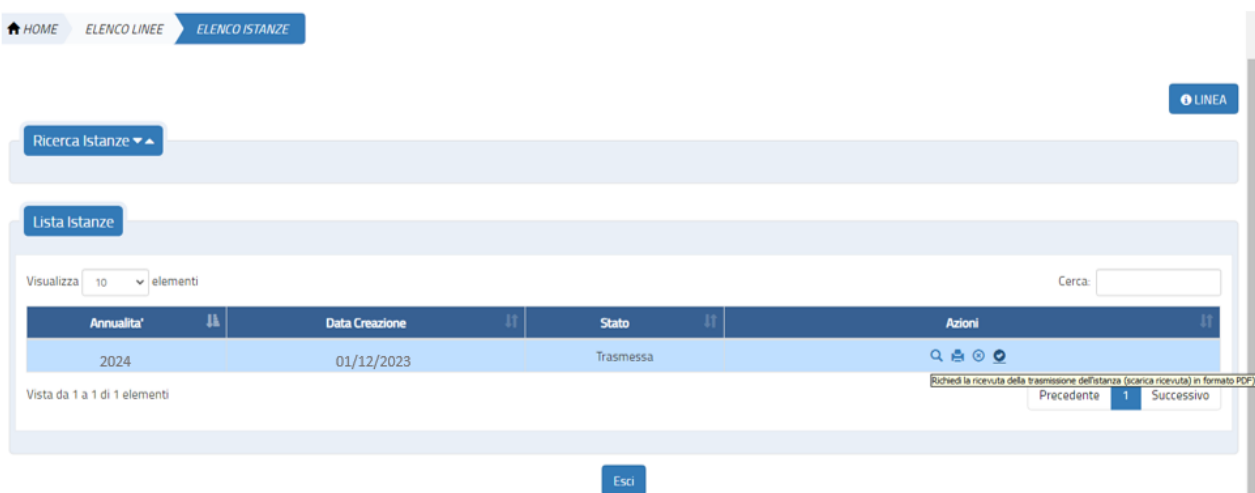 HOME ELENCO LINEE ELENCO ISTANZE
LINEA
Ricerca Istanze
Lista Istanze
Visualizza 10 elementi Cerca:
Annualita' Data Creazione Stato Azioni
2024 01/12/2023 Trasmessa
Richiedi la ricevuta della trasmissione dell'istanza (scarica ricevuta) in formato PDF)
Vista da 1 a 1 di 1 elementi Precedente 1 Successivo
Esci